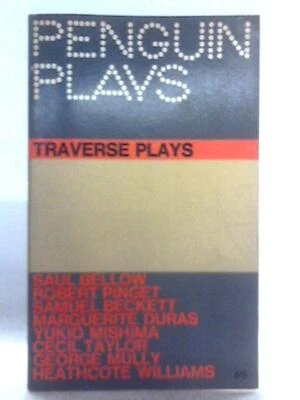 PENGUIN
PLAYS
TRAVERSE PLAYS
SAUL BELLOW
ROBERT PINGET
SAMUEL BECKETT
MARGUERITE DURAS
YUKIO MISHIMA
CECIL TAYLOR
GEORGE MULLY
HEATHCOTE WILLIAMS